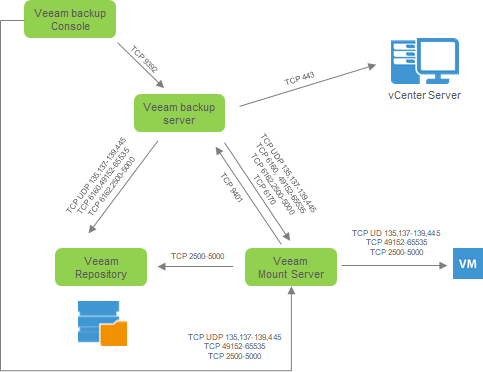 Veeam backup
Console
TCP 9392
TCP 443
vCenter Server
Veeam backup
server
TCP UDP 135,137-139,445
TCP 6160,49152-65535
TCP 6162,2500-5000
TCP UDP 135,137-139,445
TCP 6160, 49152-65535
TCP 6162,2500-5000
TCP 6170
TCP 9401
Veeam
Repository
TCP 2500-5000
Veeam
Mount Server
TCP UD 135,137-139,445
TCP 49152-65535
TCP 2500-5000
VM
TCP UDP 135,137-139,445
TCP 49152-65535
TCP 2500-5000